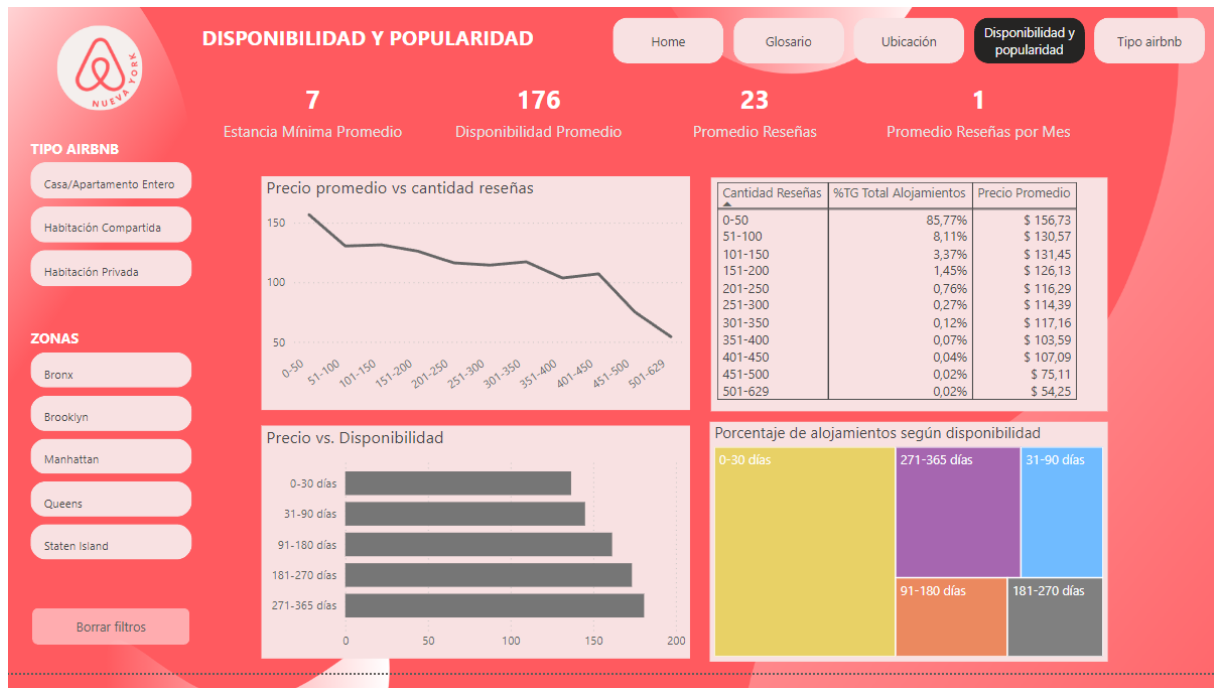 DISPONIBILIDAD Y POPULARIDAD
Home
Glosario
Ubicación
Disponibilidad y
popularidad
Tipo airbnb
NUEVA YORK
7
Estancia Mínima Promedio
176
Disponibilidad Promedio
23
Promedio Reseñas
1
Promedio Reseñas por Mes
TIPO AIRBNB
Casa/Apartamento Entero
Habitación Compartida
Habitación Privada
ZONAS
Bronx
Brooklyn
Manhattan
Queens
Staten Island
Borrar filtros
Precio promedio vs cantidad reseñas
150
100
50
0-50 51-100 101-150 151-200 201-250 251-300 301-350 351-400 401-450 451-500 501-629
Cantidad Reseñas %TG Total Alojamientos Precio Promedio
0-50 85,77% $ 156,73
51-100 8,11% $ 130,57
101-150 3,37% $ 131,45
151-200 1,45% $ 126,13
201-250 0,76% $ 116,29
251-300 0,27% $ 114,39
301-350 0,12% $ 117,16
351-400 0,07% $ 103,59
401-450 0,04% $ 107,09
451-500 0,02% $ 75,11
501-629 0,02% $ 54,25
Precio vs. Disponibilidad
0-30 días
31-90 días
91-180 días
181-270 días
271-365 días
0 50 100 150 200
Porcentaje de alojamientos según disponibilidad
0-30 días
271-365 días
31-90 días
91-180 días
181-270 días